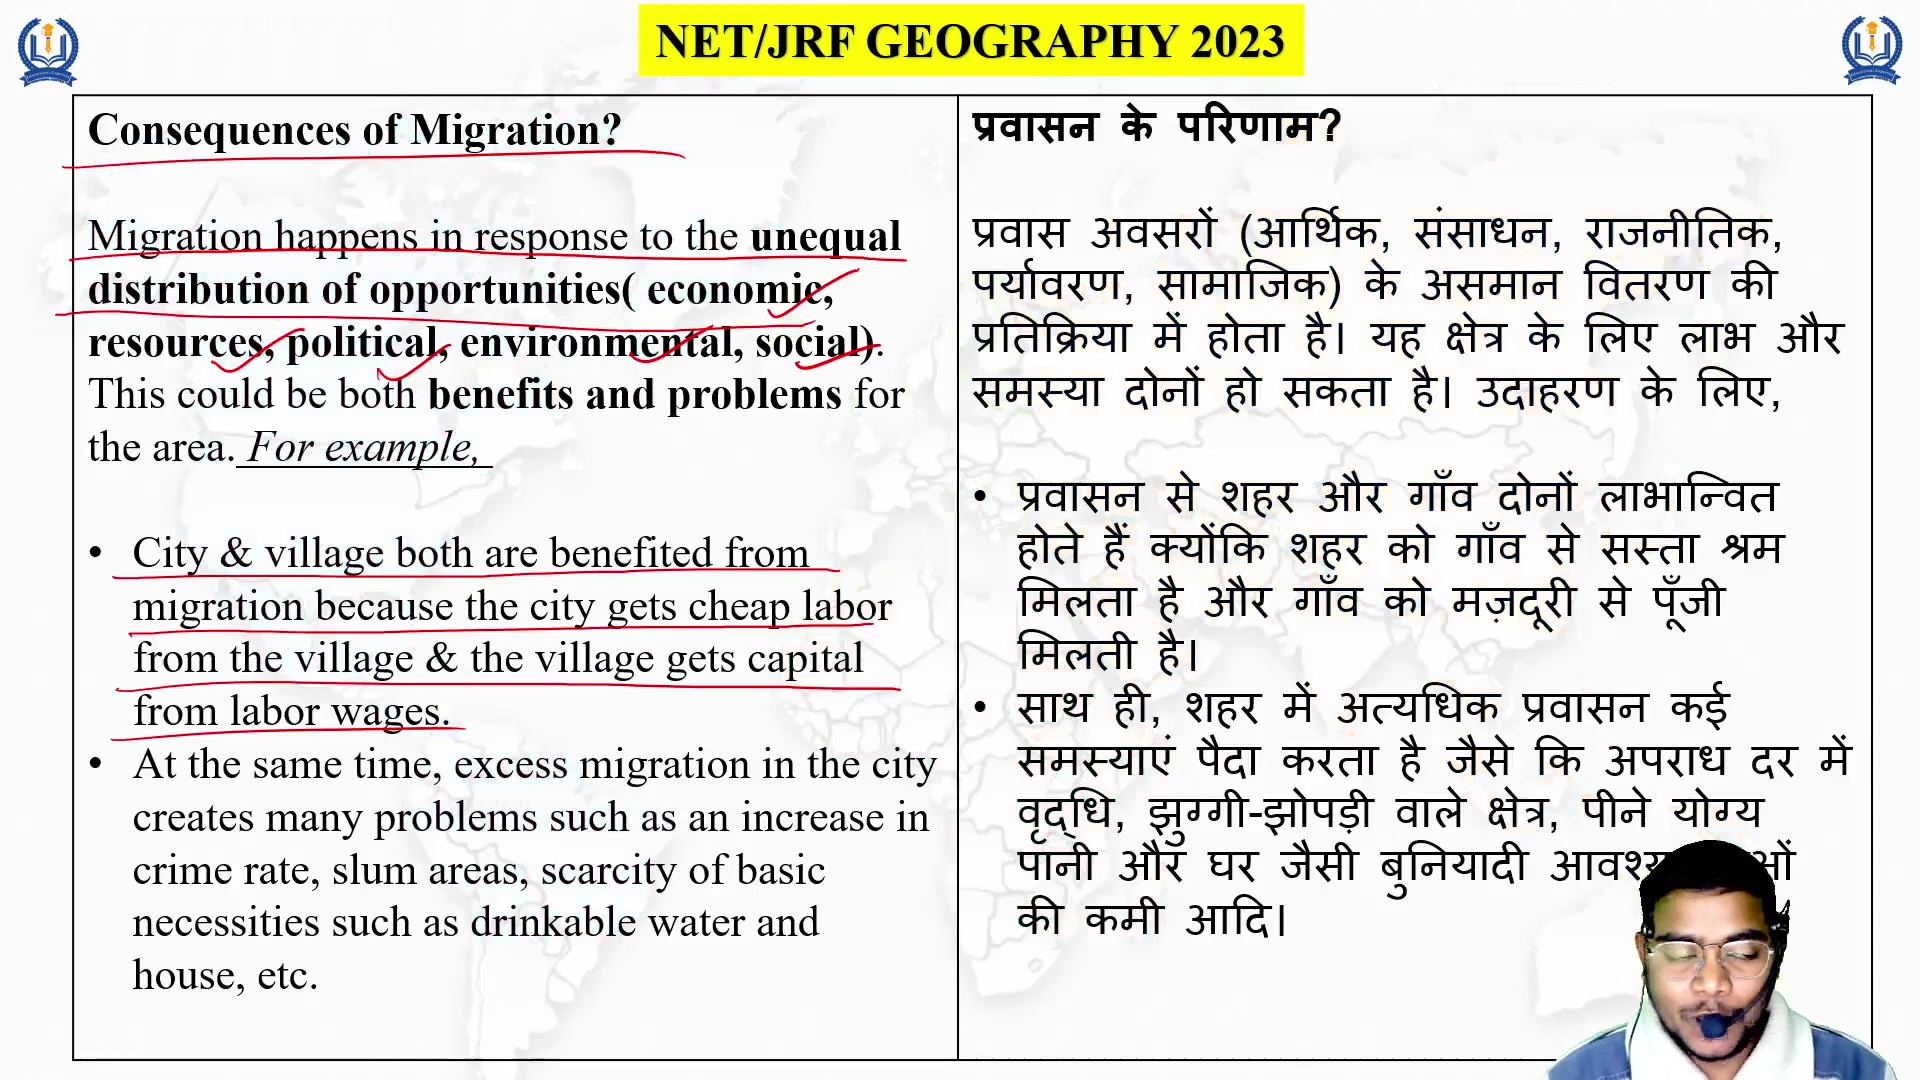 NET/JRF GEOGRAPHY 2023
Consequences of Migration?
Migration happens in response to the unequal
distribution of opportunities( economic,
resources, political, environmental, social).
This could be both benefits and problems for
the area. For example,
• City & village both are benefited from
migration because the city gets cheap labor
from the village & the village gets capital
from labor wages.
• At the same time, excess migration in the city
creates many problems such as an increase in
crime rate, slum areas, scarcity of basic
necessities such as drinkable water and
house, etc.
प्रवासन के परिणाम?
प्रवास अवसरों (आर्थिक, संसाधन, राजनीतिक,
पर्यावरण, सामाजिक) के असमान वितरण की
प्रतिक्रिया में होता है। यह क्षेत्र के लिए लाभ और
समस्या दोनों हो सकता है। उदाहरण के लिए,
• प्रवासन से शहर और गाँव दोनों लाभान्वित
होते हैं क्योंकि शहर को गाँव से सस्ता श्रम
मिलता है और गाँव को मज़दूरी से पूँजी
मिलती है।
• साथ ही, शहर में अत्यधिक प्रवासन कई
समस्याएं पैदा करता है जैसे कि अपराध दर में
वृद्धि, झुग्गी-झोपड़ी वाले क्षेत्र, पीने योग्य
पानी और घर जैसी बुनियादी
की कमी आदि।